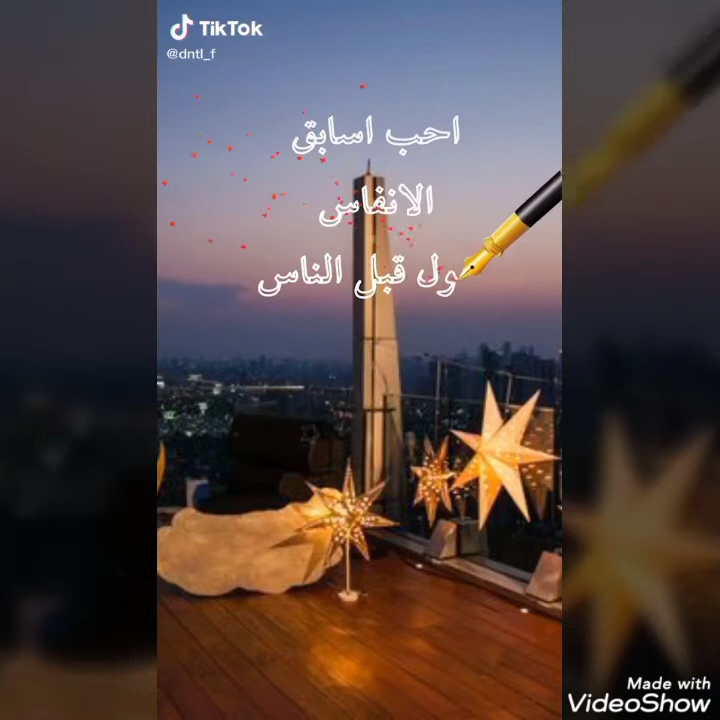 TikTok
@dntl_f
احب اسابق
الانفاس
ول قبل الناس
Made with
VideoShow